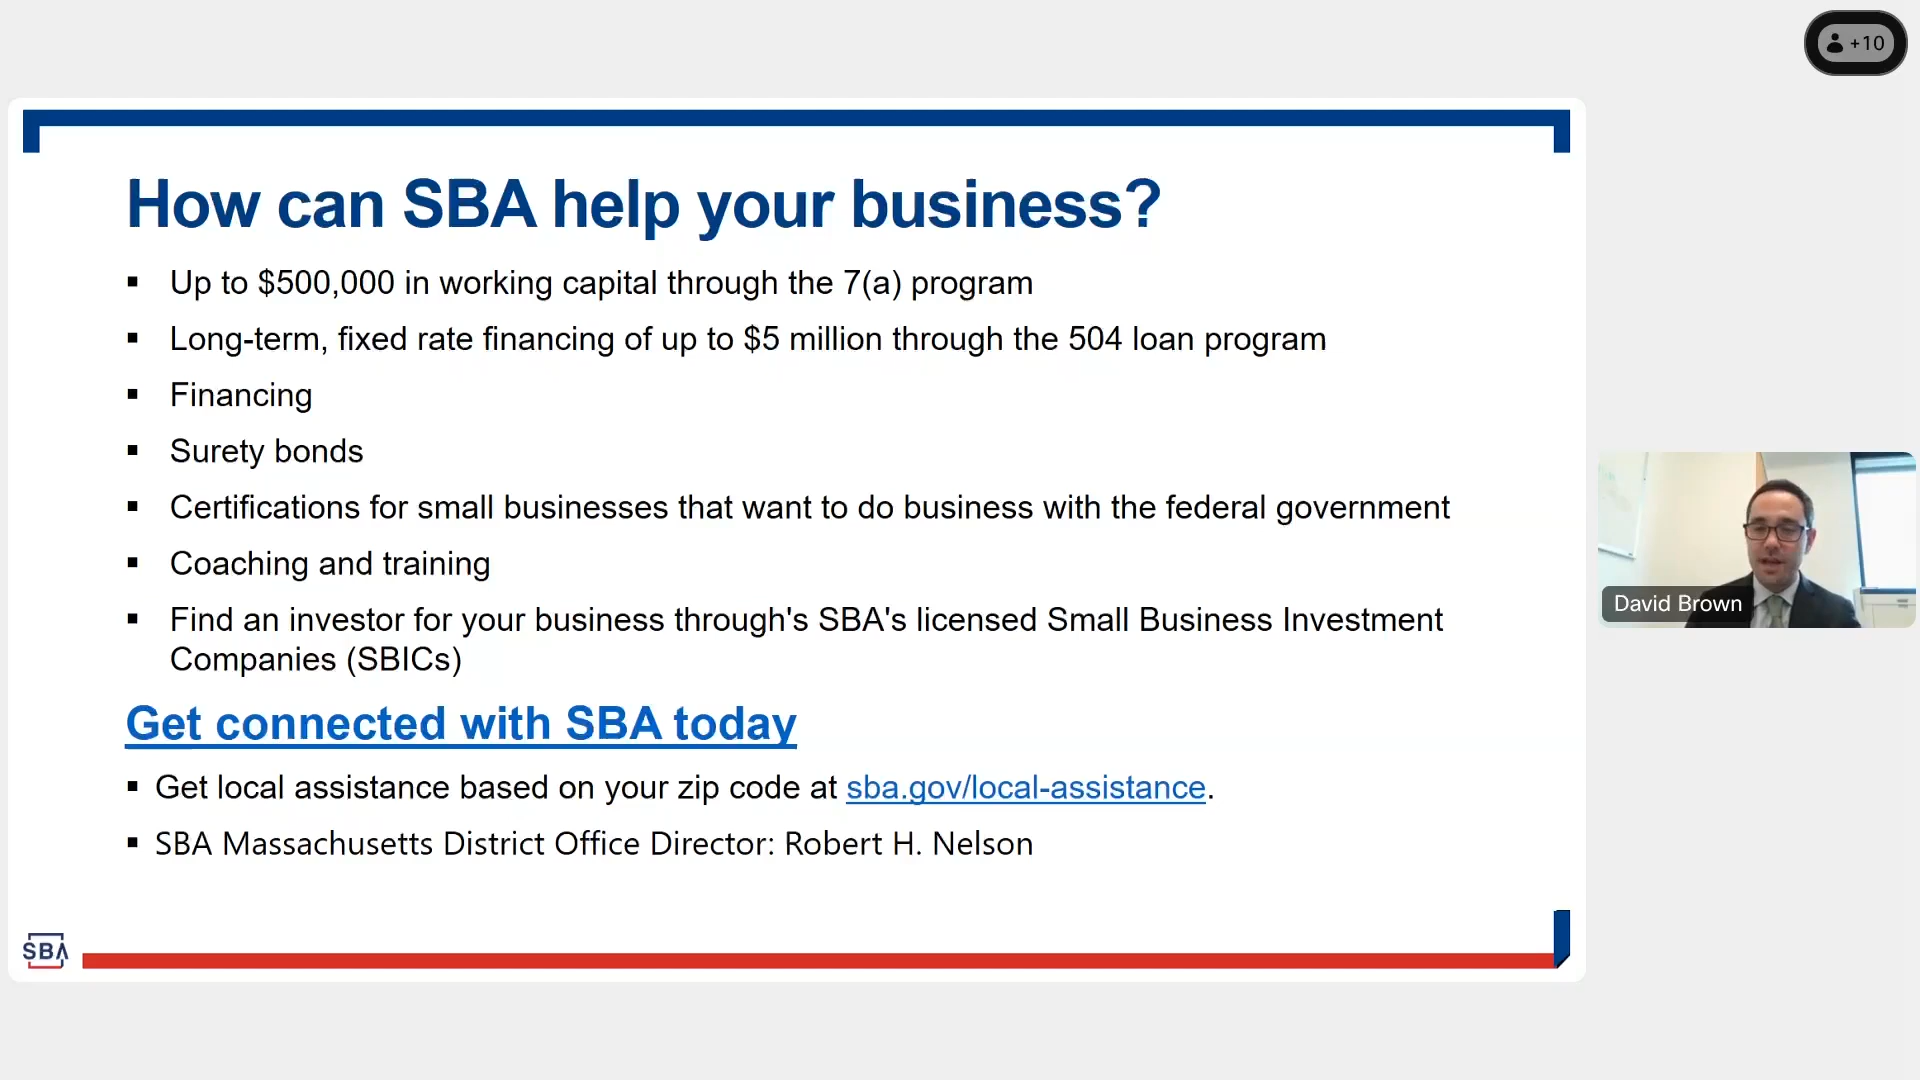 +10
How can SBA help your business?
▪ Up to $500,000 in working capital through the 7(a) program
▪ Long-term, fixed rate financing of up to $5 million through the 504 loan program
▪ Financing
▪ Surety bonds
▪ Certifications for small businesses that want to do business with the federal government
▪ Coaching and training
▪ Find an investor for your business through's SBA's licensed Small Business Investment
Companies (SBICs)
Get connected with SBA today
▪ Get local assistance based on your zip code at sba.gov/local-assistance.
▪ SBA Massachusetts District Office Director: Robert H. Nelson
SBA
David Brown